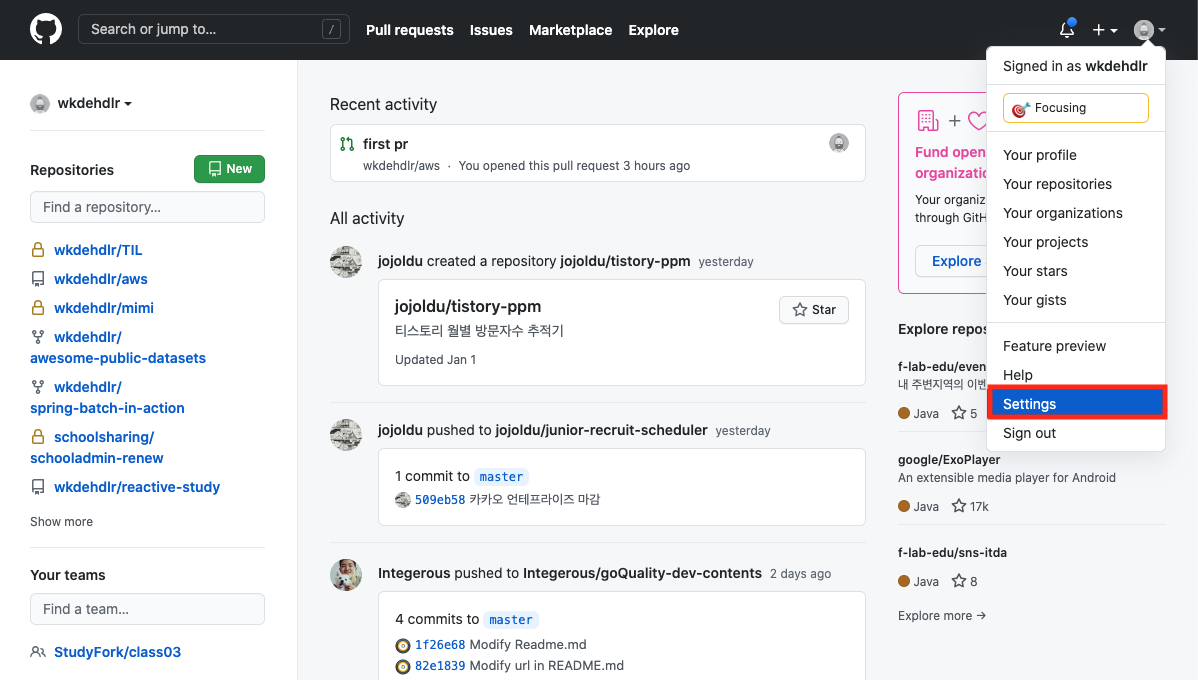 Search or jump to…
/
Pull requests
Issues
Marketplace
Explore
wkdehdlr
Repositories
New
Find a repository…
wkdehdlr/TIL
wkdehdlr/aws
wkdehdlr/mimi
wkdehdlr/
awesome-public-datasets
wkdehdlr/
spring-batch-in-action
schoolsharing/
schooladmin-renew
wkdehdlr/reactive-study
Show more
Your teams
Find a team…
StudyFork/class03
Recent activity
first pr
wkdehdlr/aws · You opened this pull request 3 hours ago
All activity
jojoldu created a repository jojoldu/tistory-ppm yesterday
jojoldu/tistory-ppm
Star
티스토리 월별 방문자수 추적기
Updated Jan 1
jojoldu pushed to jojoldu/junior-recruit-scheduler yesterday
1 commit to master
509eb58 카카오 언테프라이즈 마감
Integerous pushed to Integerous/goQuality-dev-contents 2 days ago
4 commits to master
1f26e68 Modify Readme.md
82e1839 Modify url in README.md
Fund open
Your organiz
through GitH
Explore
Explore repos
f-lab-edu/even
내 주변지역의
Java 5
google/ExoPlayer
An extensible media player for Android
Java 17k
f-lab-edu/sns-itda
Java 8
Explore more →
Signed in as wkdehdlr
Focusing
Your profile
Your repositories
Your organizations
Your projects
Your stars
Your gists
Feature preview
Help
Settings
Sign out